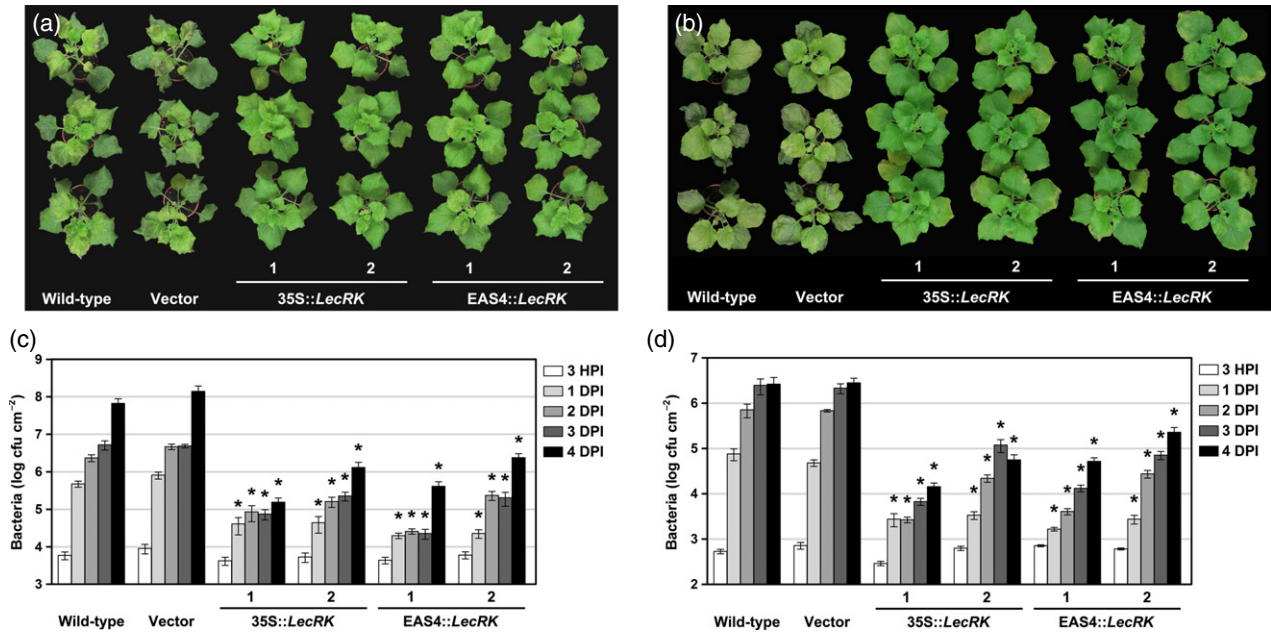 (a)
1 2 1 2
Wild-type Vector 35S::LecRK EAS4::LecRK
(b)
1 2 1 2
Wild-type Vector 35S::LecRK EAS4::LecRK
(c)
Bacteria (log cfu cm⁻²)
9
8
7
6
5
4
3
* * * * * * * * * * * * * * * *
3 HPI
1 DPI
2 DPI
3 DPI
4 DPI
1 2 1 2
Wild-type Vector 35S::LecRK EAS4::LecRK
(d)
Bacteria (log cfu cm⁻²)
7
6
5
4
3
2
* * * * * * * * * * * * * * * *
3 HPI
1 DPI
2 DPI
3 DPI
4 DPI
1 2 1 2
Wild-type Vector 35S::LecRK EAS4::LecRK